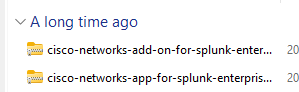 A long time ago
cisco-networks-add-on-for-splunk-enter... 20
cisco-networks-app-for-splunk-enterpris... 20